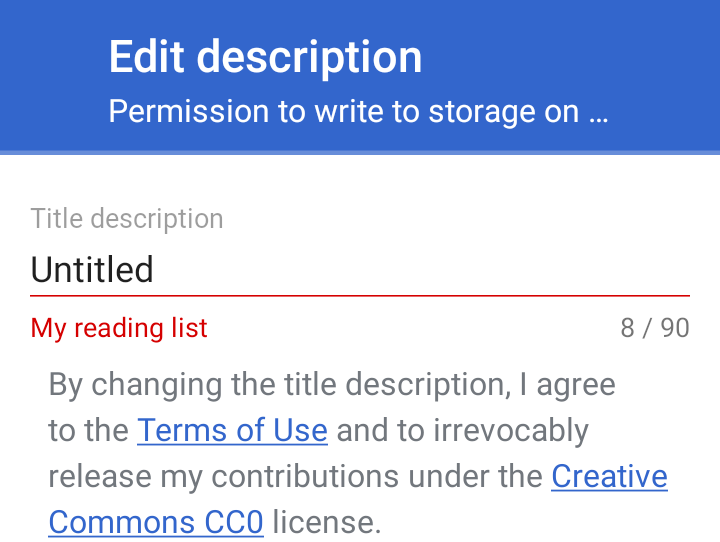 Edit description
Permission to write to storage on ...
Title description
Untitled
My reading list
8 / 90
By changing the title description, I agree
to the Terms of Use and to irrevocably
release my contributions under the Creative
Commons CC0 license.